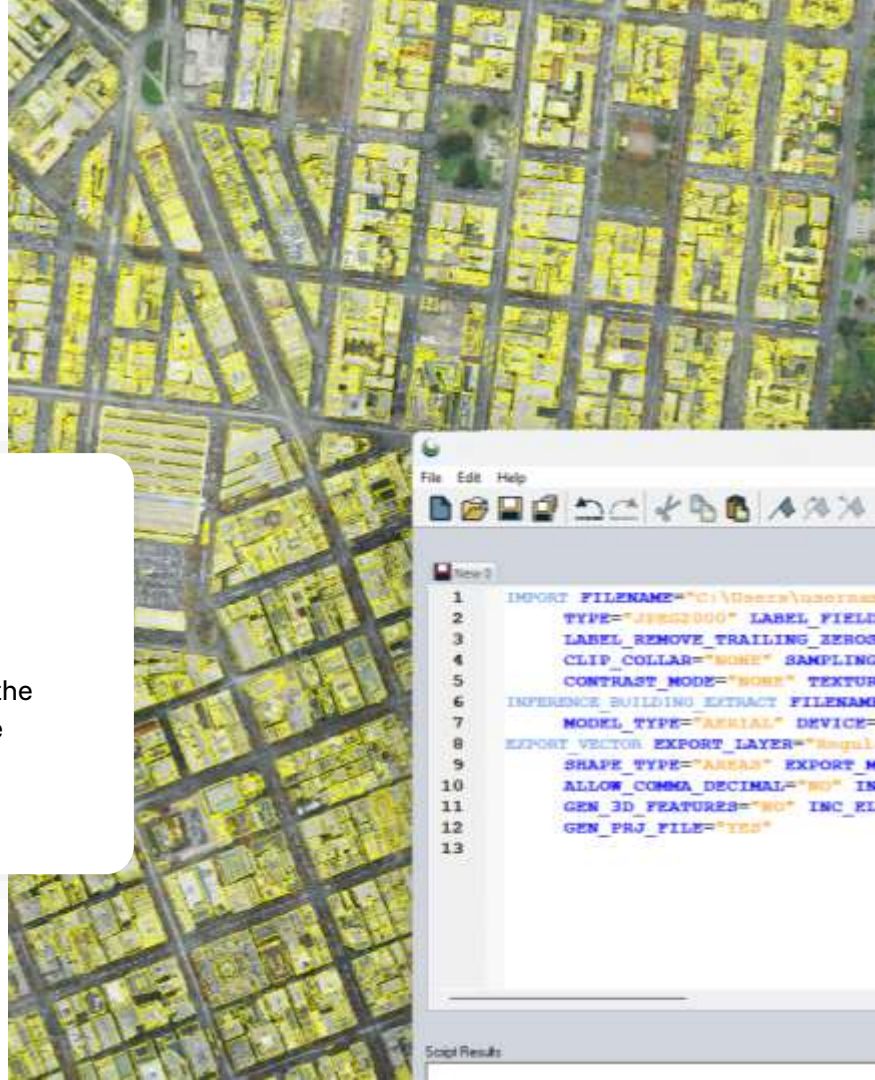 the
File Edit Help
New 0
1 IMPORT FILENAME="C:\Users\userna
2 TYPE="JPEG2000" LABEL_FIELD
3 LABEL_REMOVE_TRAILING_ZEROS
4 CLIP_COLLAR="NONE" SAMPLING
5 CONTRAST_MODE="NONE" TEXTUR
6 INFERENCE_BUILDING_EXTRACT FILENAME
7 MODEL_TYPE="AERIAL" DEVICE=
8 EXPORT_VECTOR EXPORT_LAYER="Regul
9 SHAPE_TYPE="AREAS" EXPORT_M
10 ALLOW_COMMA_DECIMAL="NO" IN
11 GEN_3D_FEATURES="NO" INC_EL
12 GEN_PRJ_FILE="YES"
13
Script Results